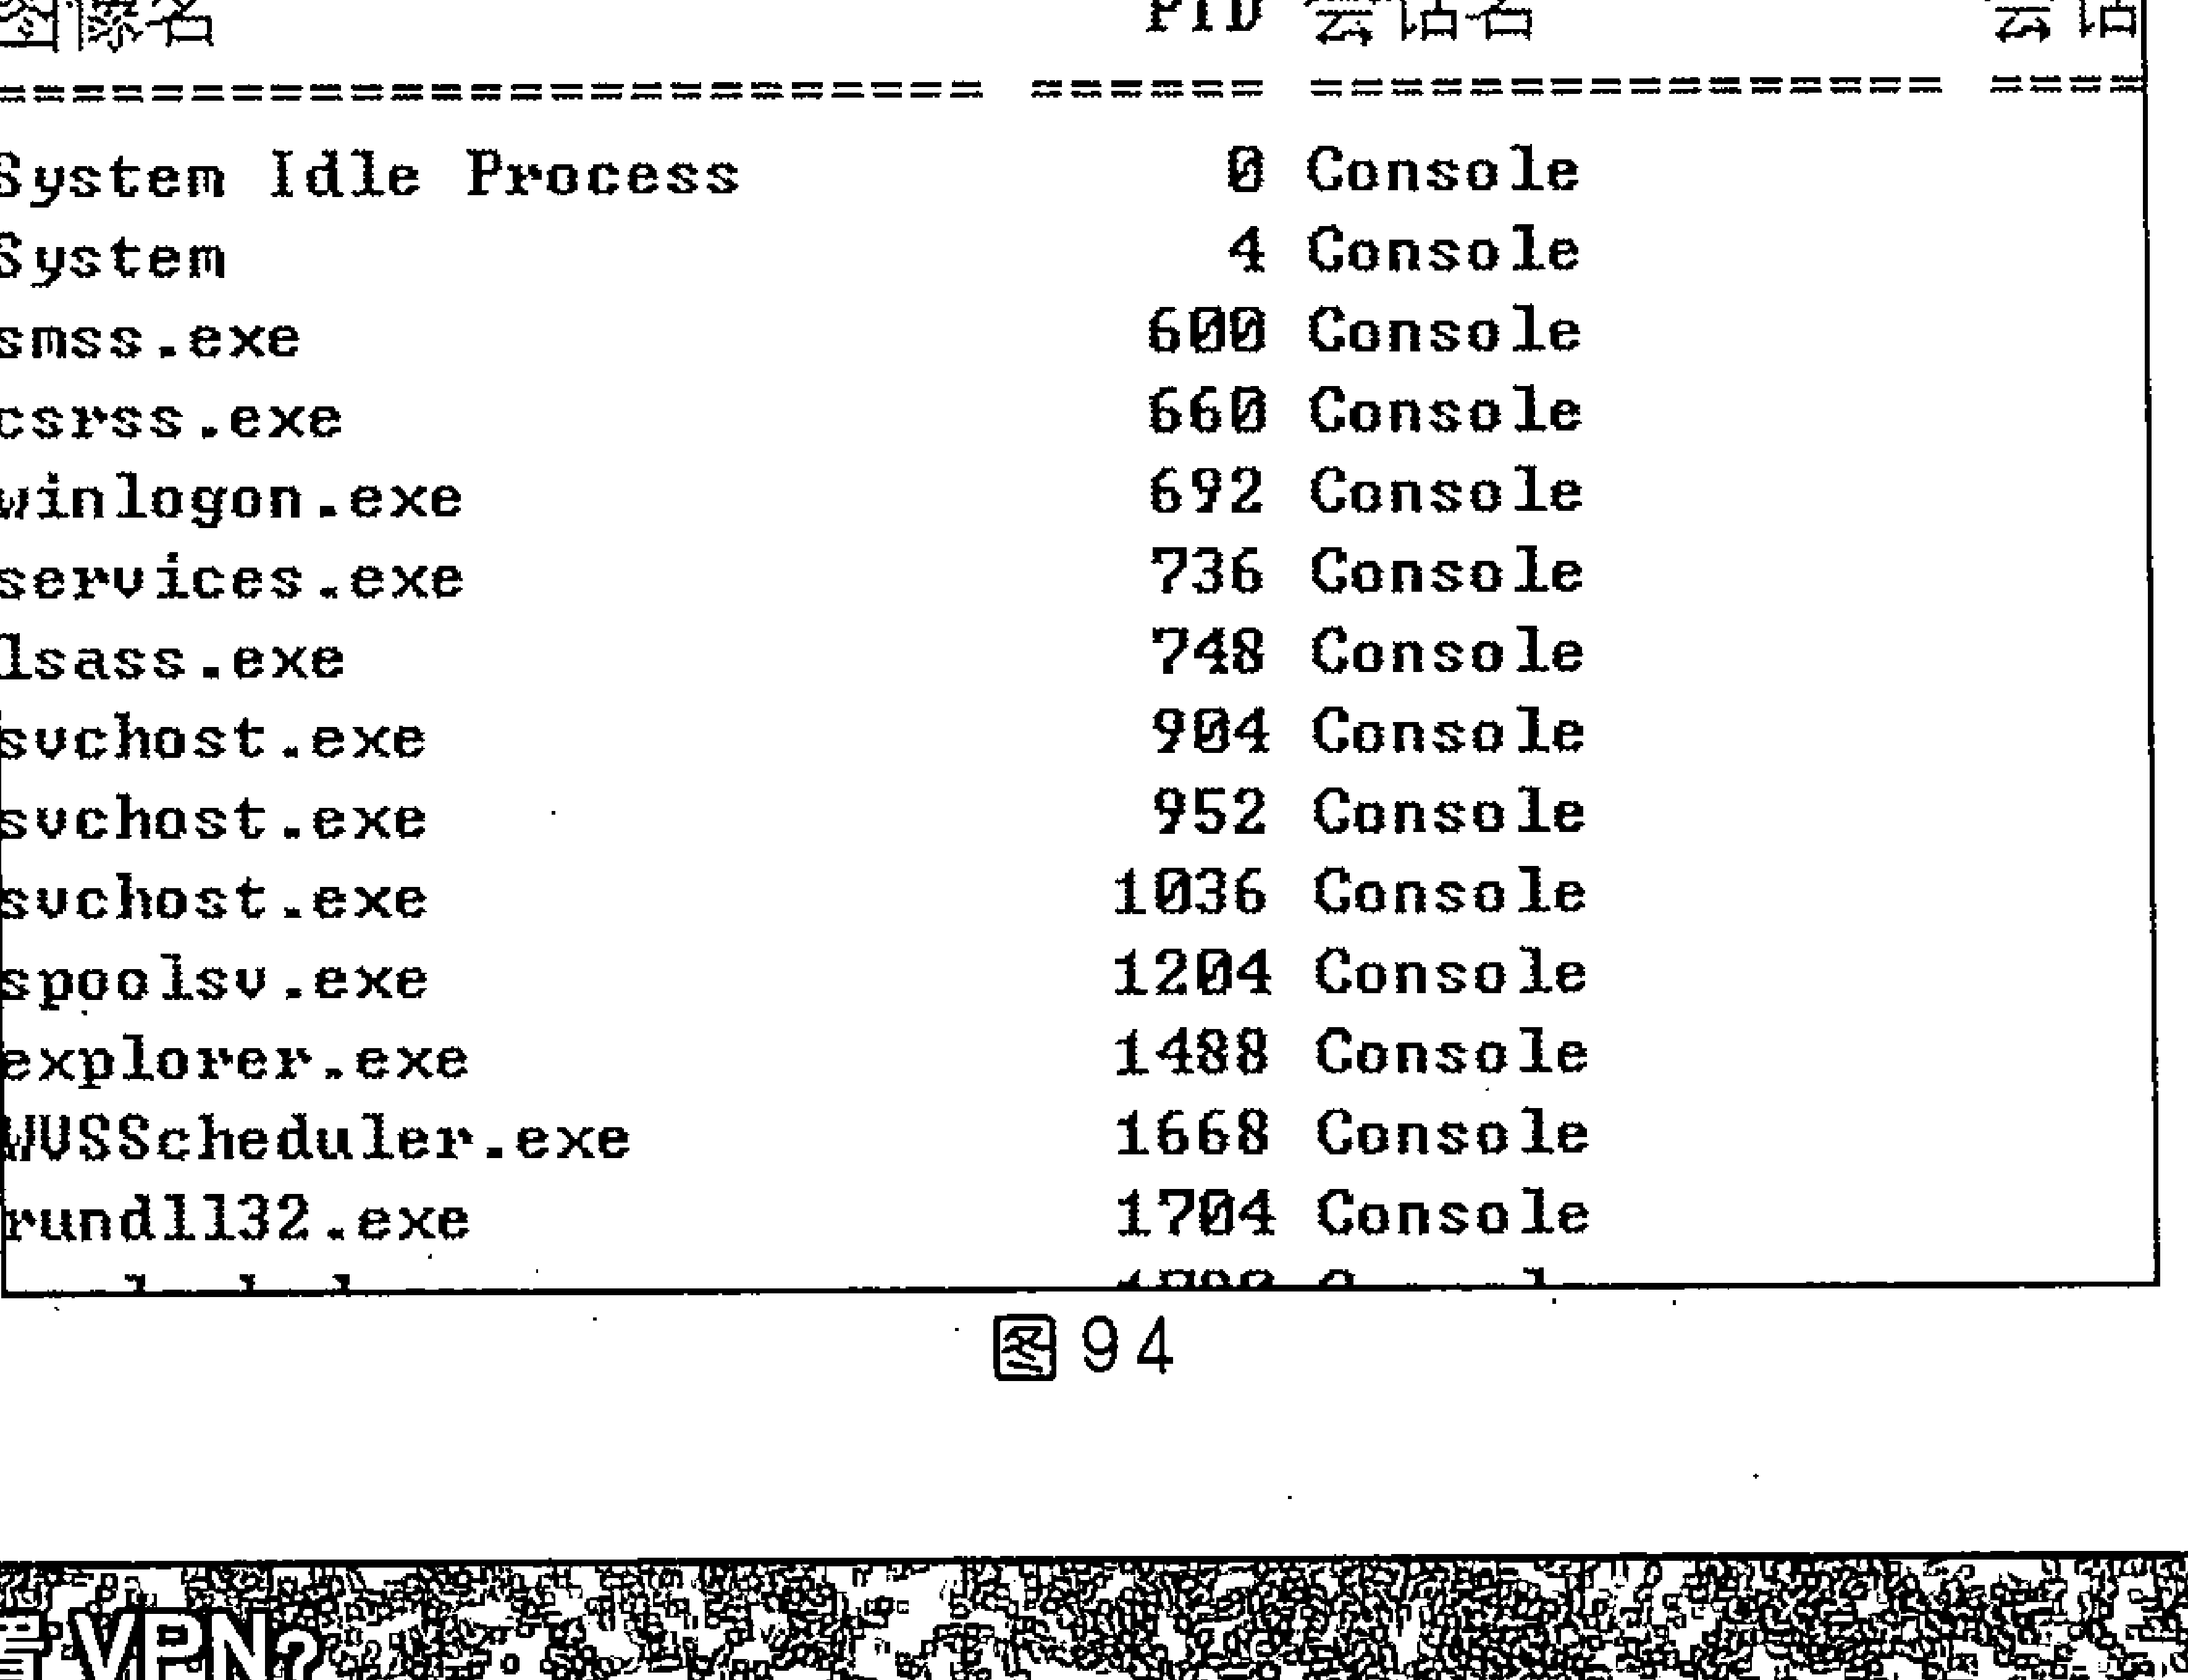 图像名 PID 会话名 会话
========================= ====== ================ ====
System Idle Process 0 Console
System 4 Console
smss.exe 600 Console
csrss.exe 660 Console
winlogon.exe 692 Console
services.exe 736 Console
lsass.exe 748 Console
svchost.exe 904 Console
svchost.exe 952 Console
svchost.exe 1036 Console
spoolsv.exe 1204 Console
explorer.exe 1488 Console
WVSScheduler.exe 1668 Console
rundll32.exe 1704 Console
图94
VPN?